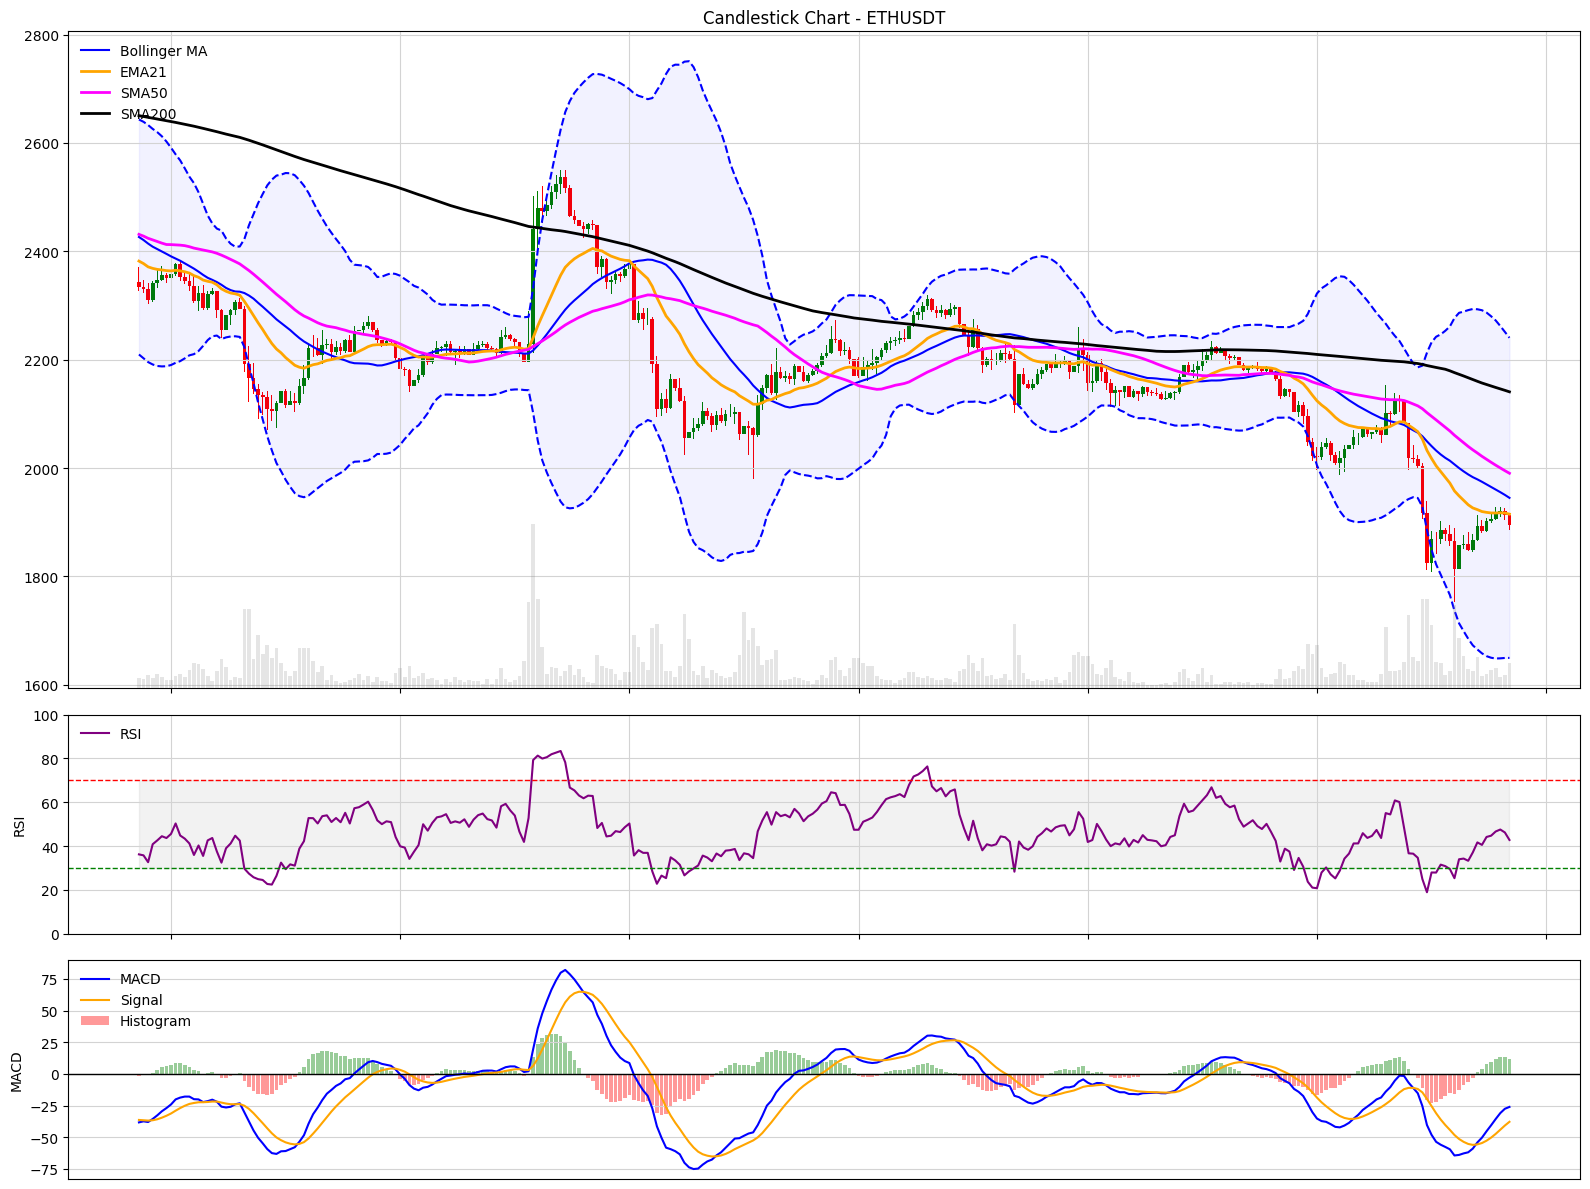 Candlestick Chart - ETHUSDT
2800
2600
2400
2200
2000
1800
1600
Bollinger MA
EMA21
SMA50
SMA200
100
80
60
40
20
0
RSI
RSI
75
50
25
0
−25
−50
−75
MACD
MACD
Signal
Histogram